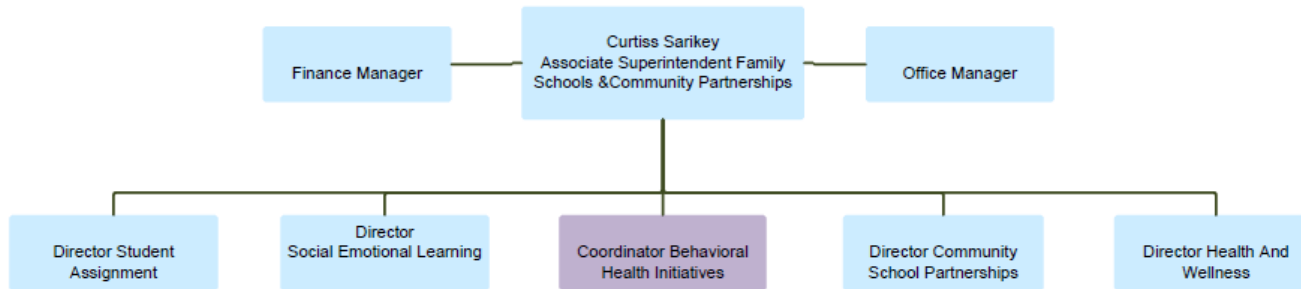 Curtiss Sarikey
Associate Superintendent Family
Schools &Community Partnerships
Finance Manager
Office Manager
Director Student
Assignment
Director
Social Emotional Learning
Coordinator Behavioral
Health Initiatives
Director Community
School Partnerships
Director Health And
Wellness